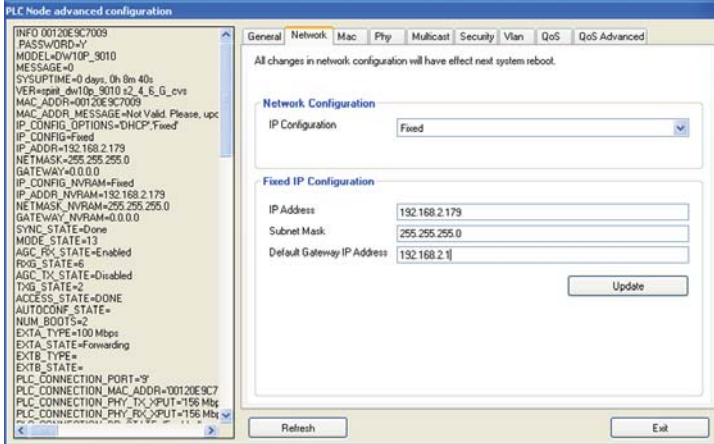 PLC Node advanced configuration
INFO 00120E9C7009
.PASSWORD=Y
MODEL=DW10P_9010
MESSAGE=0
SYSUPTIME=0 days, 0h 8m 40s
VER=spirit_dw10p_9010 s2_4_6_G_cvs
MAC_ADDR=00120E9C7009
MAC_ADDR_MESSAGE=Not Valid. Please, upc
IP_CONFIG_OPTIONS='DHCP','Fixed'
IP_CONFIG=Fixed
IP_ADDR=192.168.2.179
NETMASK=255.255.255.0
GATEWAY=0.0.0.0
IP_CONFIG_NVRAM=Fixed
IP_ADDR_NVRAM=192.168.2.179
NETMASK_NVRAM=255.255.255.0
GATEWAY_NVRAM=0.0.0.0
SYNC_STATE=Done
MODE_STATE=13
AGC_RX_STATE=Enabled
RXG_STATE=6
AGC_TX_STATE=Disabled
TXG_STATE=2
ACCESS_STATE=DONE
AUTOCONF_STATE=
NUM_BOOTS=2
EXTA_TYPE=100 Mbps
EXTA_STATE=Forwarding
EXTB_TYPE=
EXTB_STATE=
PLC_CONNECTION_PORT='9'
PLC_CONNECTION_MAC_ADDR='00120E9C7
PLC_CONNECTION_PHY_TX_XPUT='156 Mbp
PLC_CONNECTION_PHY_RX_XPUT='156 Mbp
General Network Mac Phy Multicast Security Vlan QoS QoS Advanced
All changes in network configuration will have effect next system reboot.
Network Configuration
IP Configuration Fixed
Fixed IP Configuration
IP Address 192.168.2.179
Subnet Mask 255.255.255.0
Default Gateway IP Address 192.168.2.1
Update
Refresh Exit